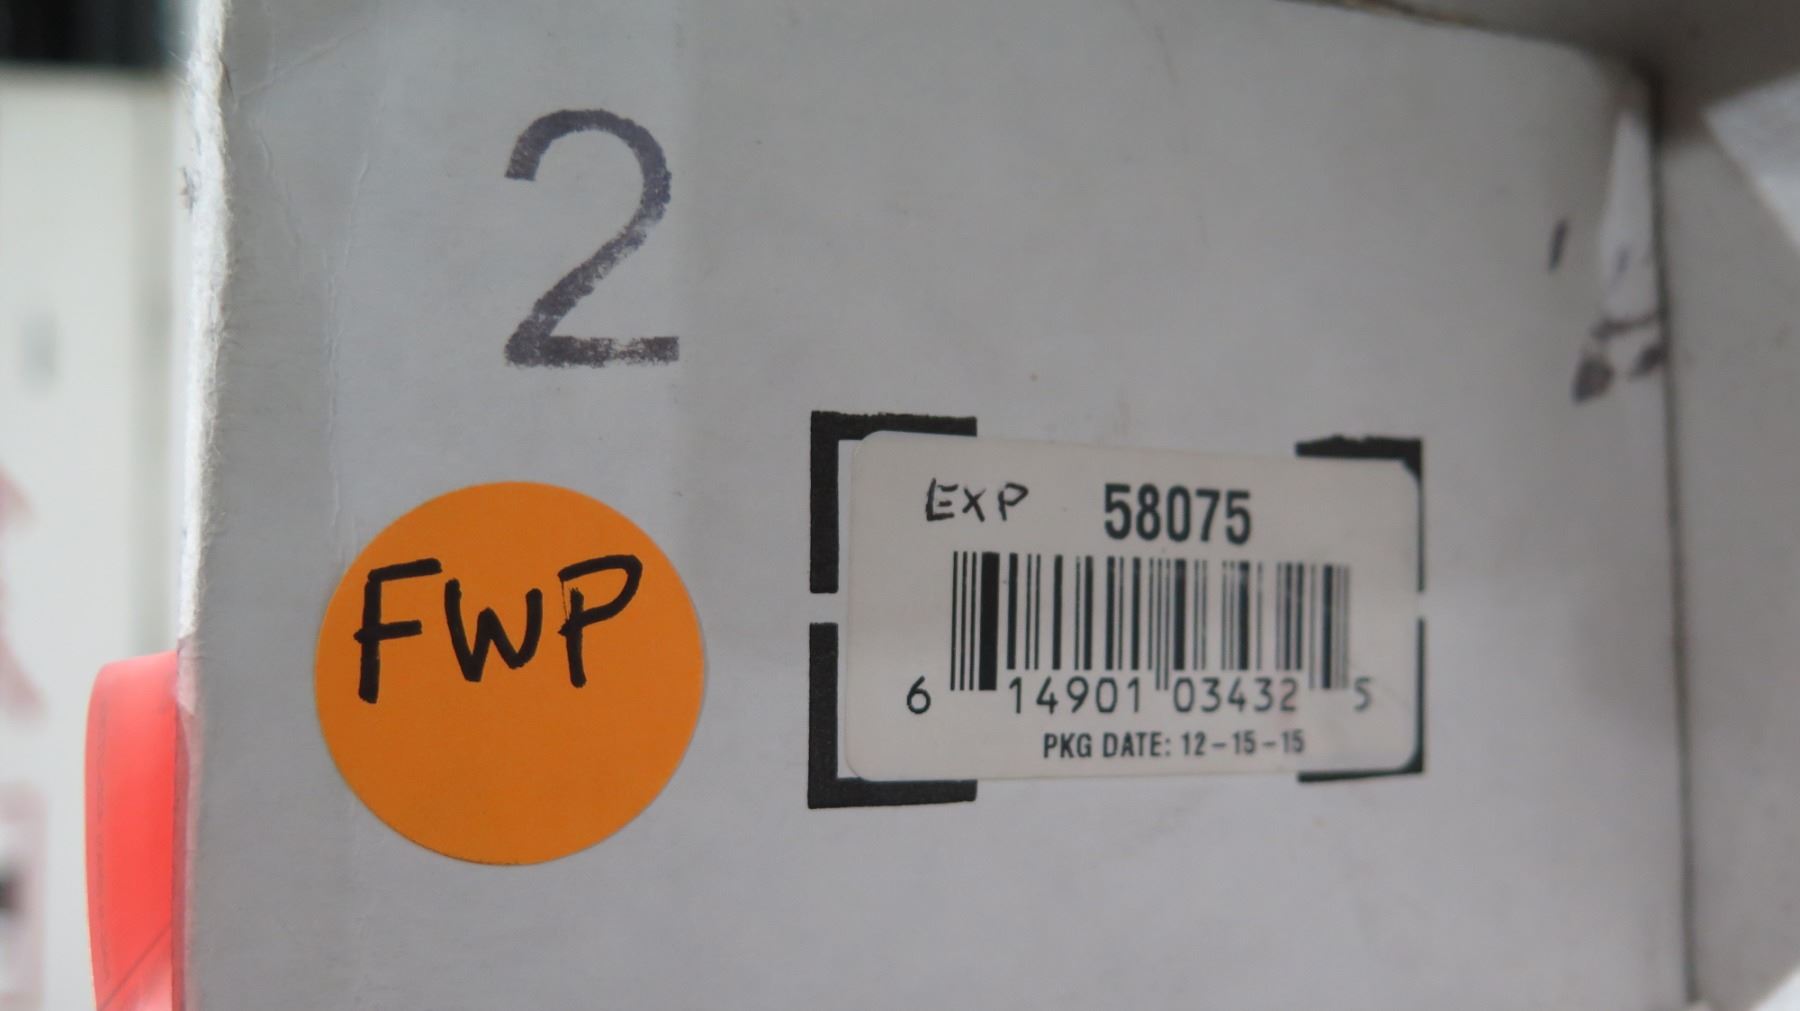 2
FWP
EXP 58075
6 14901 03432 5
PKG DATE: 12-15-15